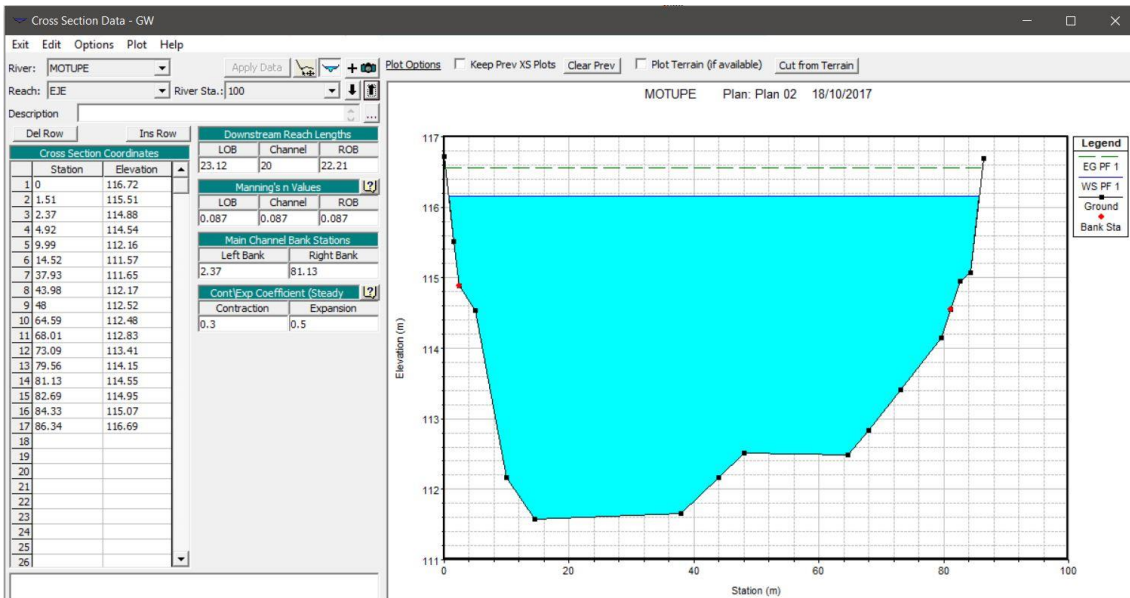 Cross Section Data - GW
Exit Edit Options Plot Help
River: MOTUPE Apply Data Plot Options Keep Prev XS Plots Clear Prev Plot Terrain (if available) Cut from Terrain
Reach: EJE River Sta.: 100
Description ...
Del Row Ins Row
Cross Section Coordinates
Station Elevation
1 0 116.72
2 1.51 115.51
3 2.37 114.88
4 4.92 114.54
5 9.99 112.16
6 14.52 111.57
7 37.93 111.65
8 43.98 112.17
9 48 112.52
10 64.59 112.48
11 68.01 112.83
12 73.09 113.41
13 79.56 114.15
14 81.13 114.55
15 82.69 114.95
16 84.33 115.07
17 86.34 116.69
18
19
20
21
22
23
24
25
26
Downstream Reach Lengths
LOB Channel ROB
23.12 20 22.21
Manning's n Values
LOB Channel ROB
0.087 0.087 0.087
Main Channel Bank Stations
Left Bank Right Bank
2.37 81.13
Cont\Exp Coefficient (Steady
Contraction Expansion
0.3 0.5
MOTUPE Plan: Plan 02 18/10/2017
117
116
115
114
113
112
111
Elevation (m)
0 20 40 60 80 100
Station (m)
Legend
EG PF 1
WS PF 1
Ground
Bank Sta